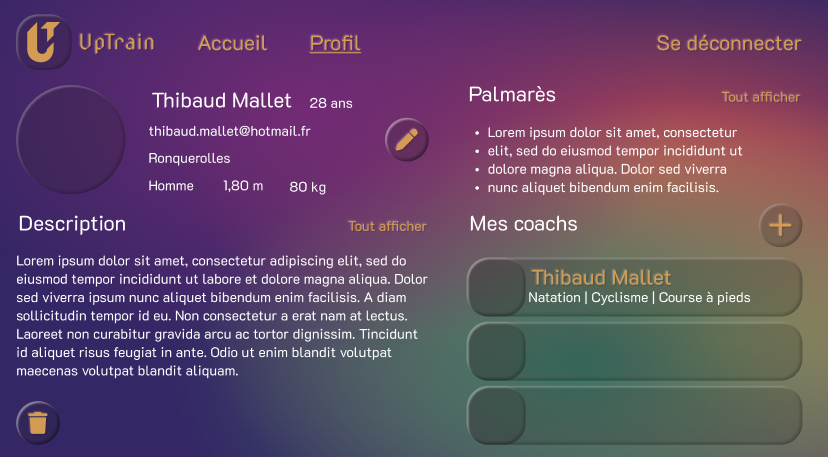 UpTrain
Accueil
Profil
Se déconnecter
Thibaud Mallet
28 ans
thibaud.mallet@hotmail.fr
Ronquerolles
Homme
1,80 m
80 kg
Description
Tout afficher
Lorem ipsum dolor sit amet, consectetur adipiscing elit, sed do
eiusmod tempor incididunt ut labore et dolore magna aliqua. Dolor
sed viverra ipsum nunc aliquet bibendum enim facilisis. A diam
sollicitudin tempor id eu. Non consectetur a erat nam at lectus.
Laoreet non curabitur gravida arcu ac tortor dignissim. Tincidunt
id aliquet risus feugiat in ante. Odio ut enim blandit volutpat
maecenas volutpat blandit aliquam.
Palmarès
Tout afficher
• Lorem ipsum dolor sit amet, consectetur
• elit, sed do eiusmod tempor incididunt ut
• dolore magna aliqua. Dolor sed viverra
• nunc aliquet bibendum enim facilisis.
Mes coachs
Thibaud Mallet
Natation | Cyclisme | Course à pieds